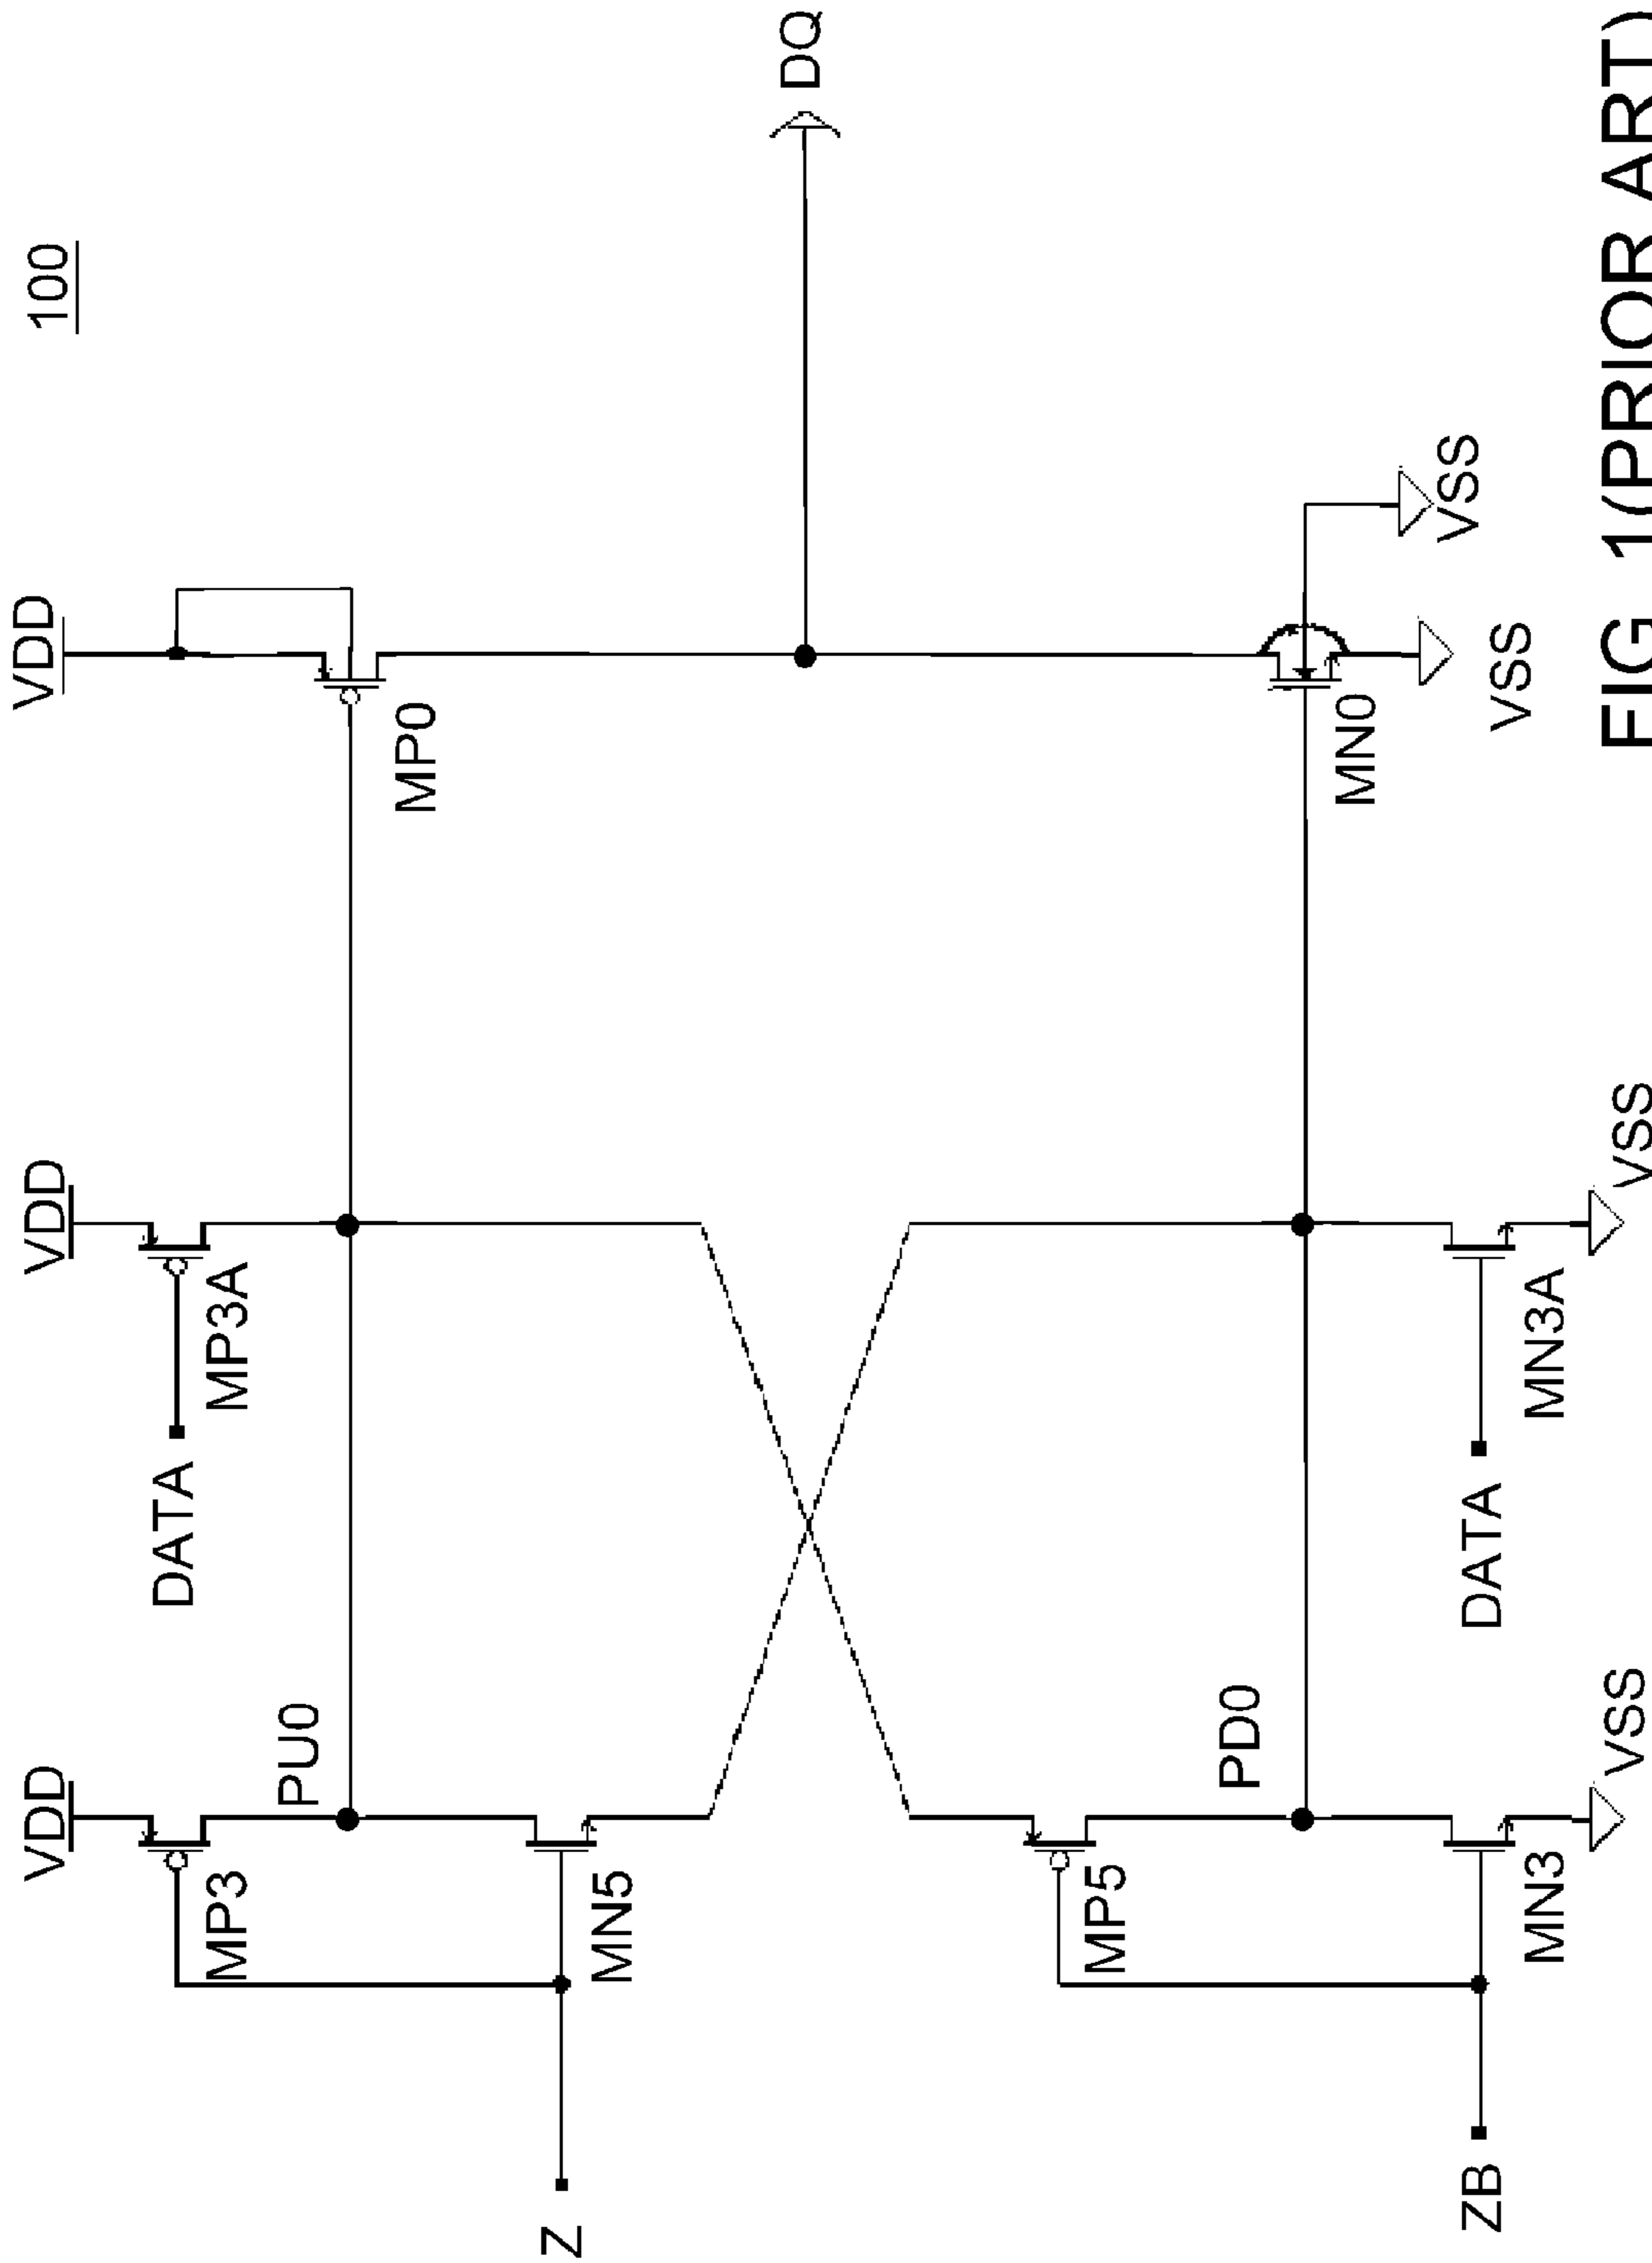 100
VDD
VDD
VDD
DATA
MP3
MP3A
PU0
MP0
MN5
Z
DQ
MP5
PD0
MN0
VSS
DATA
ZB
MN3
MN3A
VSS
VSS
VSS
FIG 1(PRIOR ART)